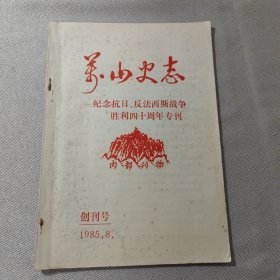 万山史志
纪念抗日、反法西斯战争
胜利四十周年专刊
内部刊物
创刊号
1985.8.